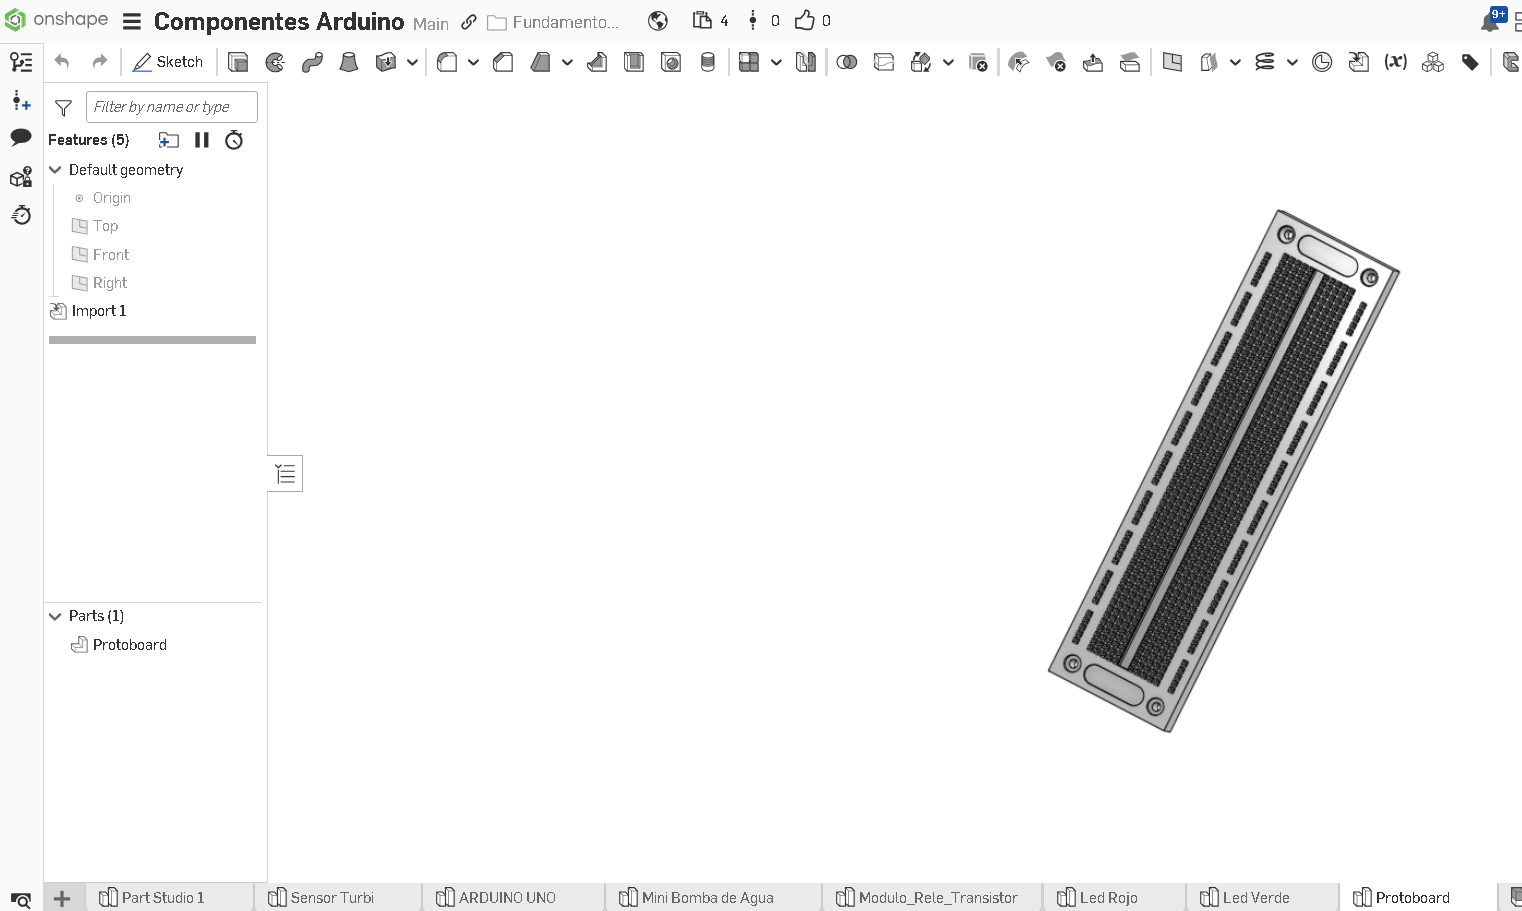 onshape Componentes Arduino Main Fundamento... 4 0 0 9+
Sketch (x)
Filter by name or type
Features (5)
Default geometry
Origin
Top
Front
Right
Import 1
Parts (1)
Protoboard
Part Studio 1 Sensor Turbi ARDUINO UNO Mini Bomba de Agua Modulo_Rele_Transistor Led Rojo Led Verde Protoboard